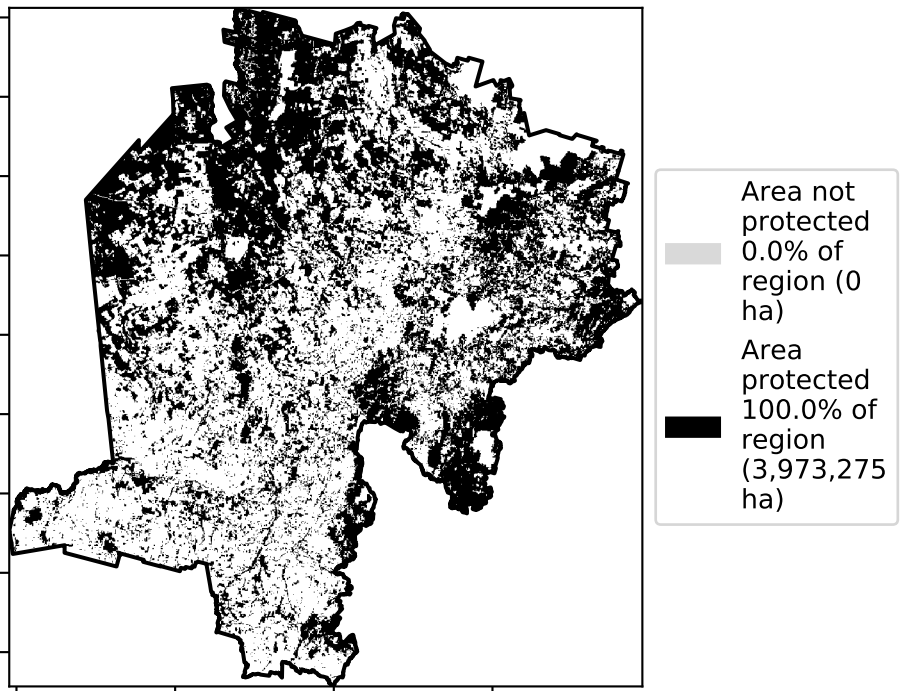 Area not
protected
0.0% of
region (0
ha)
Area
protected
100.0% of
region
(3,973,275
ha)